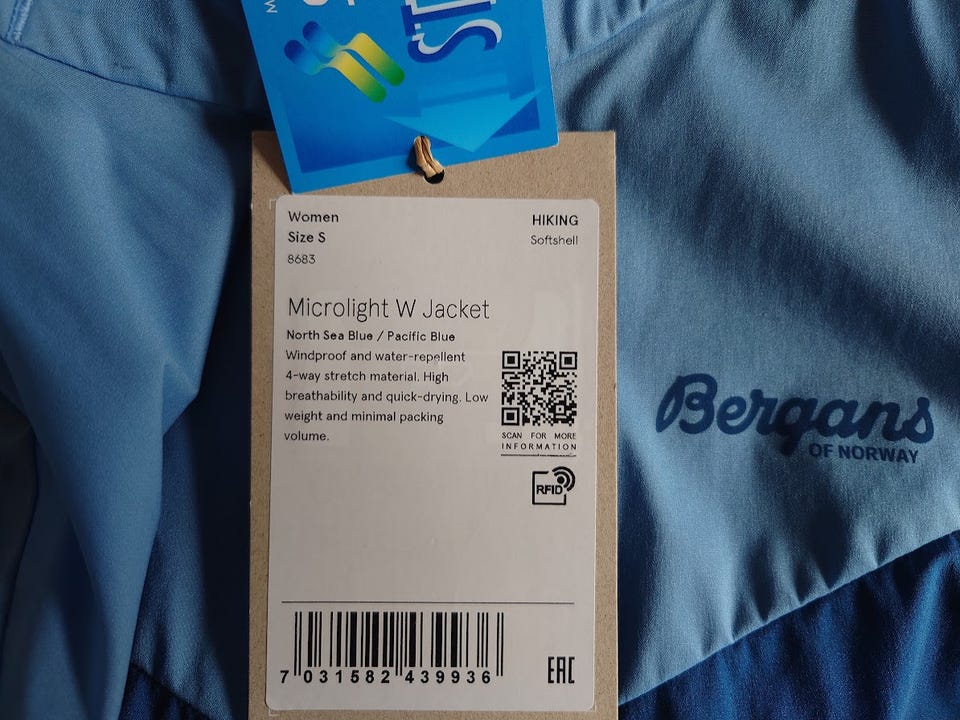 Women
Size S
8683
HIKING
Softshell
Microlight W Jacket
North Sea Blue / Pacific Blue
Windproof and water-repellent
4-way stretch material. High
breathability and quick-drying. Low
weight and minimal packing
volume.
SCAN FOR MORE
INFORMATION
RFID
7 031582 439936
EAC
Bergans
OF NORWAY